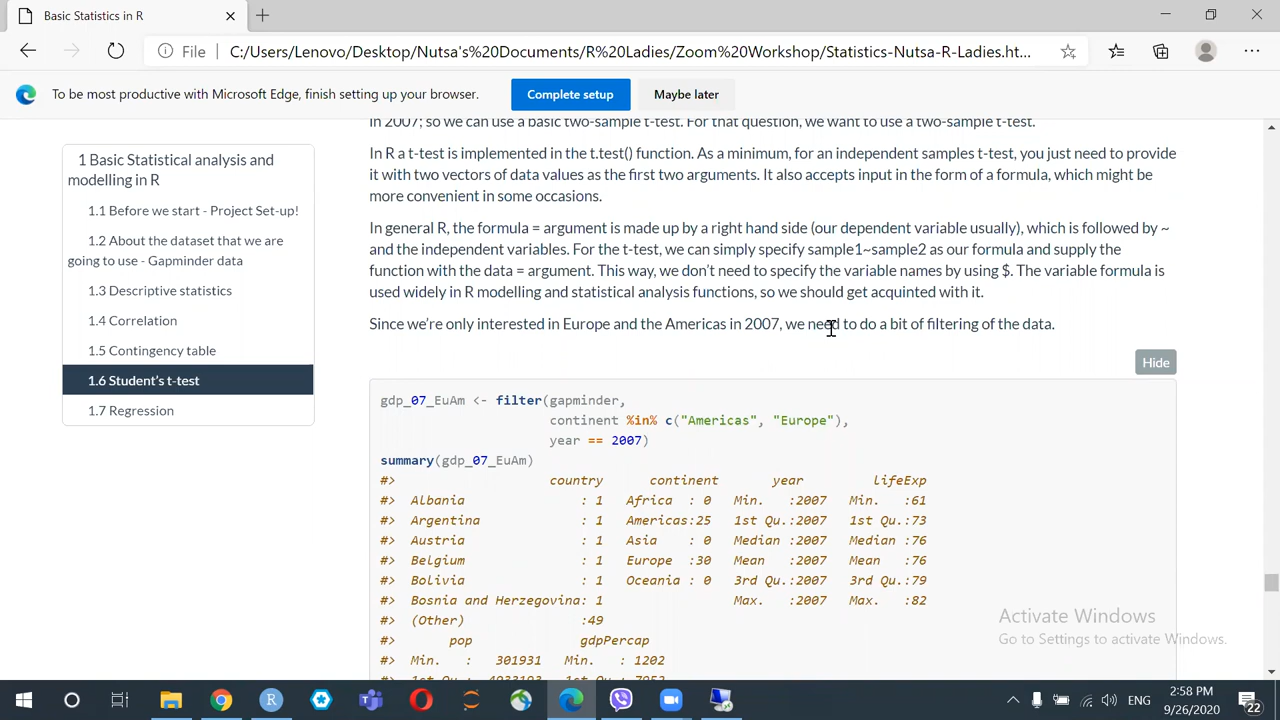 Basic Statistics in R
File
C:/Users/Lenovo/Desktop/Nutsa's%20Documents/R%20Ladies/Zoom%20Workshop/Statistics-Nutsa-R-Ladies.ht...
To be most productive with Microsoft Edge, finish setting up your browser.
Complete setup
Maybe later
1 Basic Statistical analysis and
modelling in R
1.1 Before we start - Project Set-up!
1.2 About the dataset that we are
going to use - Gapminder data
1.3 Descriptive statistics
1.4 Correlation
1.5 Contingency table
1.6 Student's t-test
1.7 Regression
in 2007; so we can use a basic two-sample t-test. For that question, we want to use a two-sample t-test.
In R a t-test is implemented in the t.test() function. As a minimum, for an independent samples t-test, you just need to provide
it with two vectors of data values as the first two arguments. It also accepts input in the form of a formula, which might be
more convenient in some occasions.
In general R, the formula = argument is made up by a right hand side (our dependent variable usually), which is followed by ~
and the independent variables. For the t-test, we can simply specify sample1~sample2 as our formula and supply the
function with the data = argument. This way, we don't need to specify the variable names by using $. The variable formula is
used widely in R modelling and statistical analysis functions, so we should get acquinted with it.
Since we're only interested in Europe and the Americas in 2007, we need to do a bit of filtering of the data.
Hide
gdp_07_EuAm <- filter(gapminder,
continent %in% c("Americas", "Europe"),
year == 2007)
summary(gdp_07_EuAm)
#> country continent year lifeExp
#> Albania : 1 Africa : 0 Min. :2007 Min. :61
#> Argentina : 1 Americas:25 1st Qu.:2007 1st Qu.:73
#> Austria : 1 Asia : 0 Median :2007 Median :76
#> Belgium : 1 Europe :30 Mean :2007 Mean :76
#> Bolivia : 1 Oceania : 0 3rd Qu.:2007 3rd Qu.:79
#> Bosnia and Herzegovina: 1 Max. :2007 Max. :82
#> (Other) :49
#> pop gdpPercap
#> Min. : 301931 Min. : 1202
Activate Windows
Go to Settings to activate Windows.
ENG
2:58 PM
9/26/2020
22